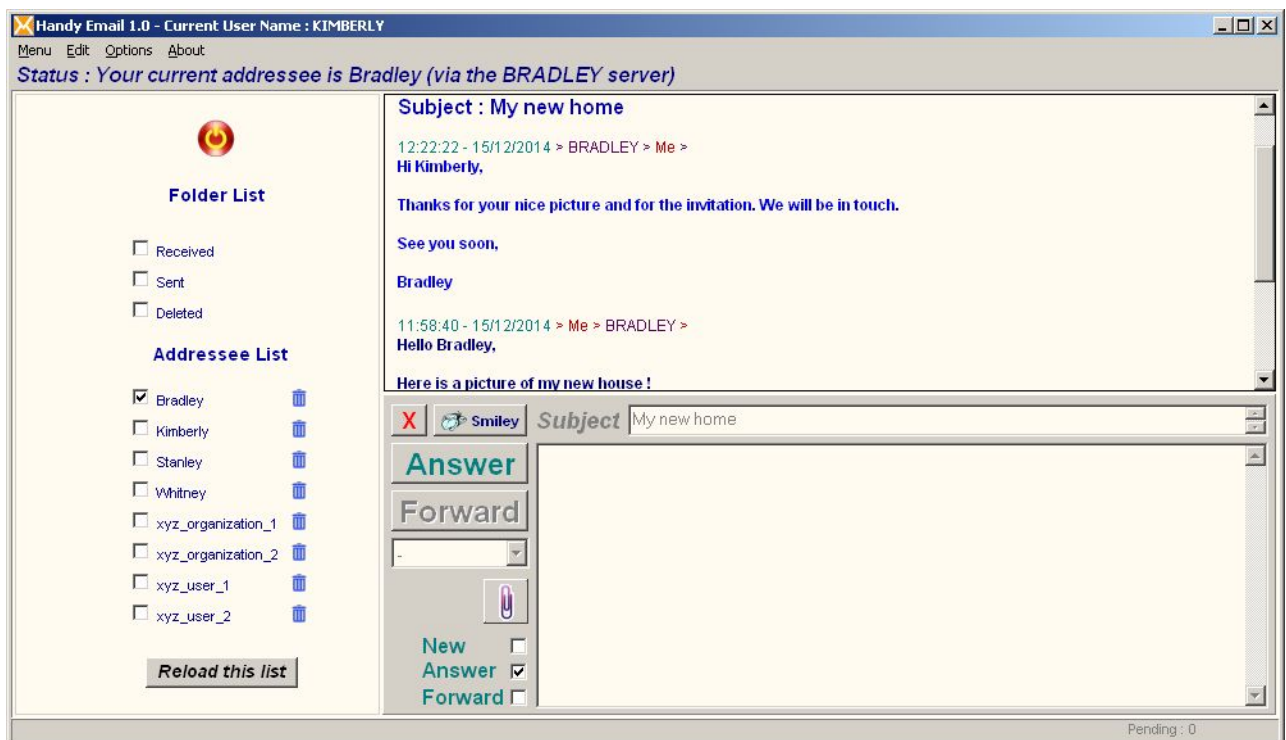 Handy Email 1.0 - Current User Name : KIMBERLY
Menu Edit Options About
Status : Your current addressee is Bradley (via the BRADLEY server)
Folder List
Received
Sent
Deleted
Addressee List
Bradley
Kimberly
Stanley
Whitney
xyz_organization_1
xyz_organization_2
xyz_user_1
xyz_user_2
Reload this list
Subject : My new home
12:22:22 - 15/12/2014 > BRADLEY > Me >
Hi Kimberly,
Thanks for your nice picture and for the invitation. We will be in touch.
See you soon,
Bradley
11:58:40 - 15/12/2014 > Me > BRADLEY >
Hello Bradley,
Here is a picture of my new house !
X Smiley Subject My new home
Answer
Forward
-
New
Answer
Forward
Pending : 0